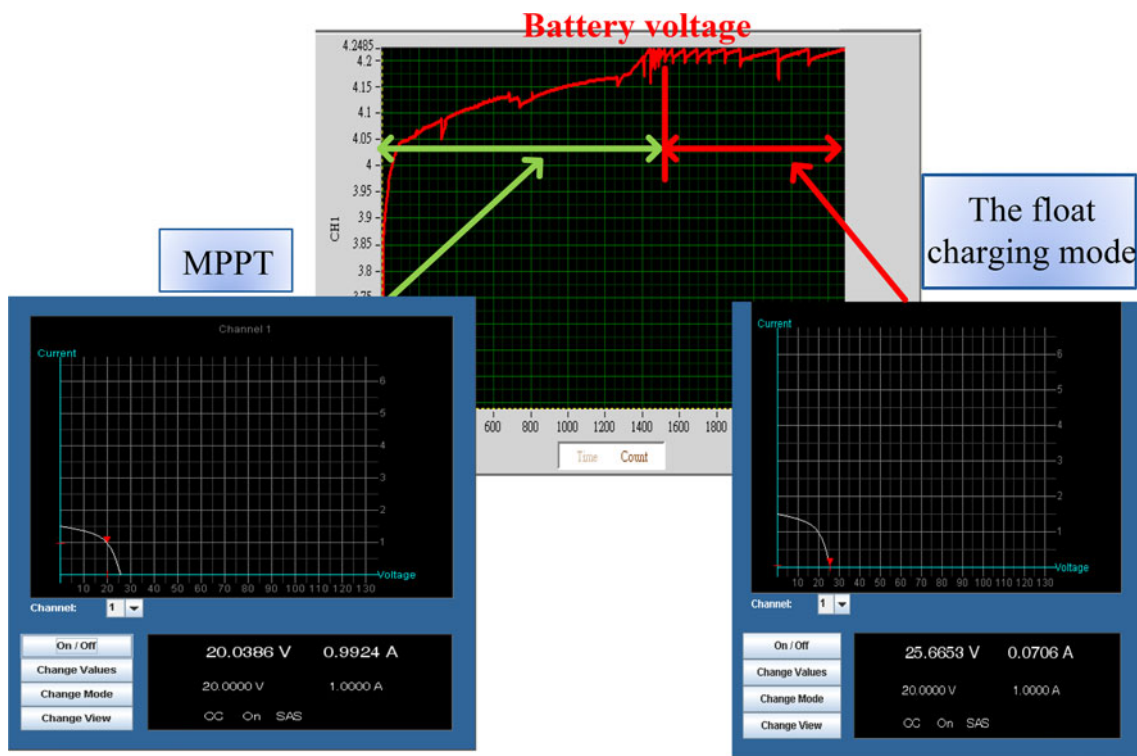 Battery voltage
4.2485
4.2
4.15
4.1
4.05
4
3.95
3.9
3.85
3.8
3.75
CH1
600 800 1000 1200 1400 1600 1800
Time Count
MPPT
The float
charging mode
Channel 1
Current
6
5
4
3
2
1
Voltage
10 20 30 40 50 60 70 80 90 100 110 120 130
Channel: 1
On / Off
Change Values
Change Mode
Change View
20.0386 V 0.9924 A
20.0000 V 1.0000 A
CC On SAS
Current
6
5
4
3
2
1
Voltage
10 20 30 40 50 60 70 80 90 100 110 120 130
Channel: 1
On / Off
Change Values
Change Mode
Change View
25.6653 V 0.0706 A
20.0000 V 1.0000 A
CC On SAS